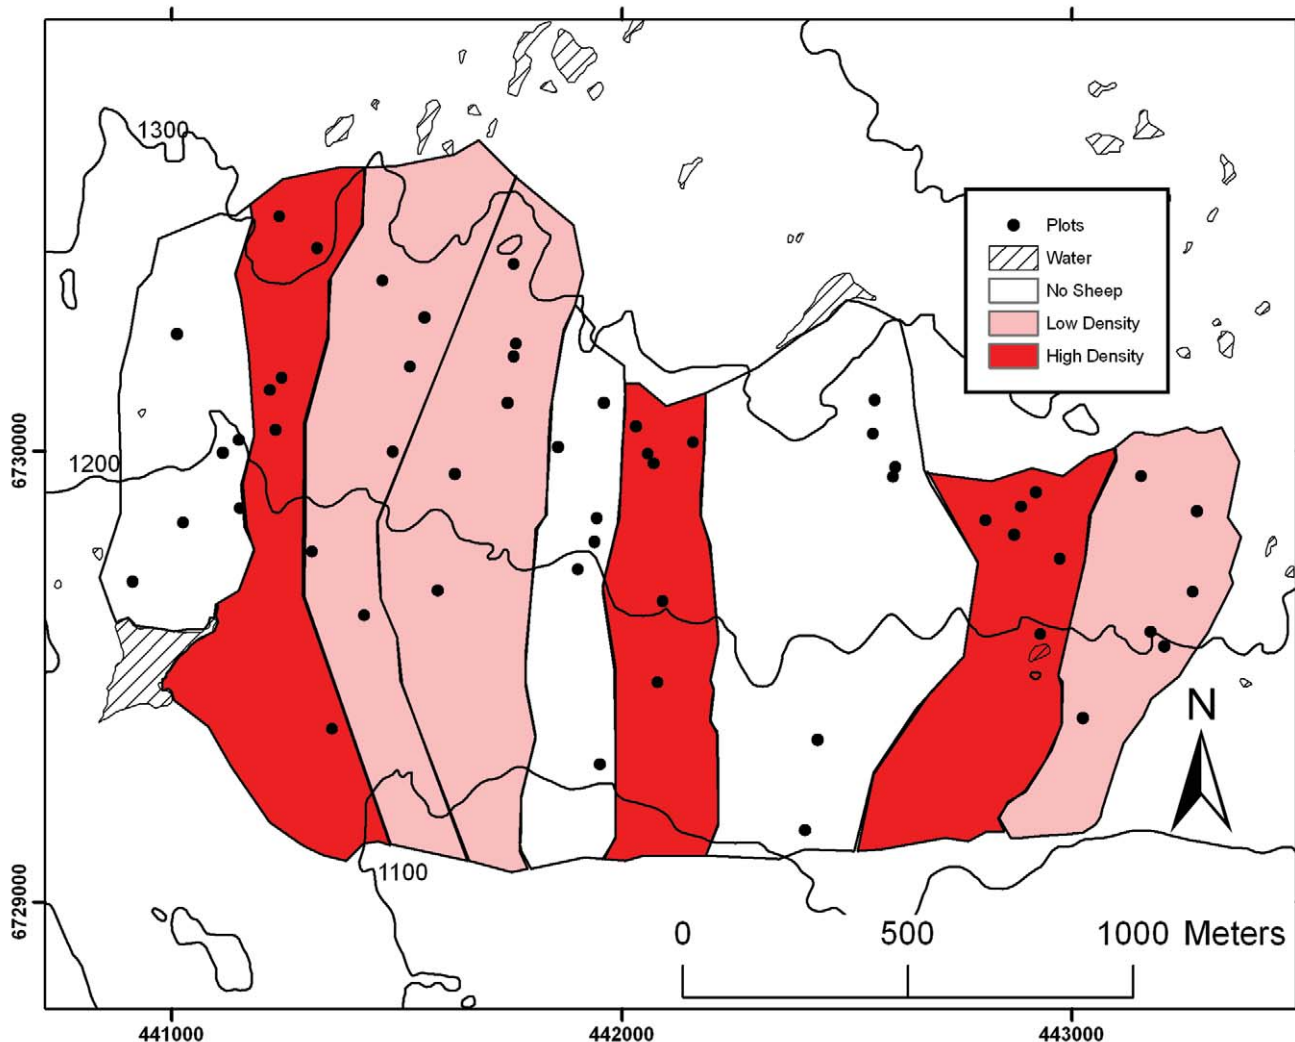 1300
Plots
Water
No Sheep
Low Density
High Density
6730000
1200
N
1100
6729000
0 500 1000 Meters
441000 442000 443000